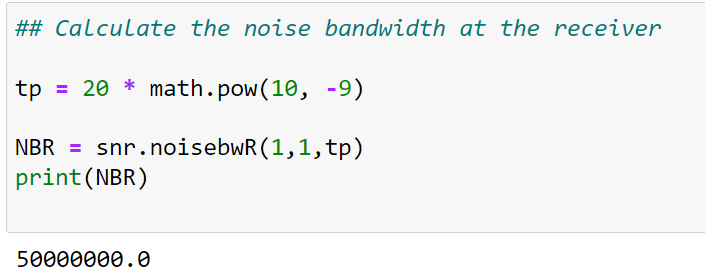 ## Calculate the noise bandwidth at the receiver
tp = 20 * math.pow(10, -9)
NBR = snr.noisebwR(1,1,tp)
print(NBR)
50000000.0